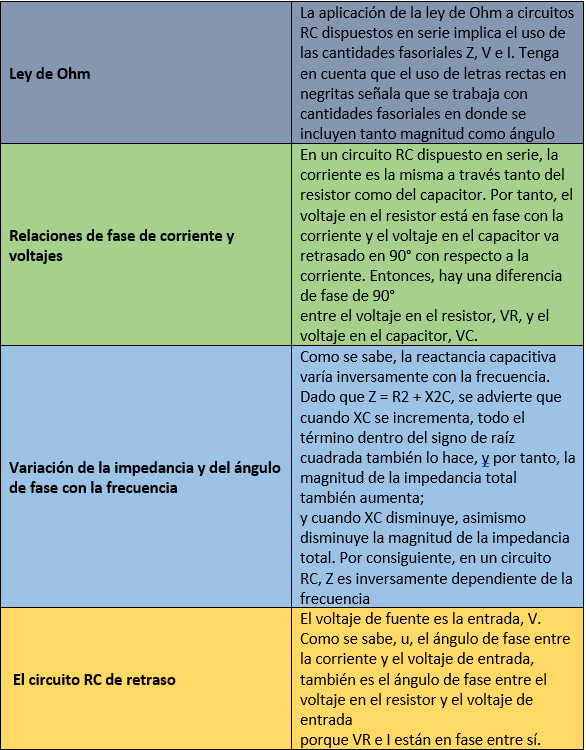 Ley de Ohm
La aplicación de la ley de Ohm a circuitos
RC dispuestos en serie implica el uso de
las cantidades fasoriales Z, V e I. Tenga
en cuenta que el uso de letras rectas en
negritas señala que se trabaja con
cantidades fasoriales en donde se
incluyen tanto magnitud como ángulo
Relaciones de fase de corriente y
voltajes
En un circuito RC dispuesto en serie, la
corriente es la misma a través tanto del
resistor como del capacitor. Por tanto, el
voltaje en el resistor está en fase con la
corriente y el voltaje en el capacitor va
retrasado en 90° con respecto a la
corriente. Entonces, hay una diferencia
de fase de 90°
entre el voltaje en el resistor, VR, y el
voltaje en el capacitor, VC.
Variación de la impedancia y del ángulo
de fase con la frecuencia
Como se sabe, la reactancia capacitiva
varía inversamente con la frecuencia.
Dado que Z = R2 + X2C, se advierte que
cuando XC se incrementa, todo el
término dentro del signo de raíz
cuadrada también lo hace, y por tanto, la
magnitud de la impedancia total
también aumenta;
y cuando XC disminuye, asimismo
disminuye la magnitud de la impedancia
total. Por consiguiente, en un circuito
RC, Z es inversamente dependiente de la
frecuencia
El circuito RC de retraso
El voltaje de fuente es la entrada, V.
Como se sabe, u, el ángulo de fase entre
la corriente y el voltaje de entrada,
también es el ángulo de fase entre el
voltaje en el resistor y el voltaje de
entrada
porque VR e I están en fase entre sí.